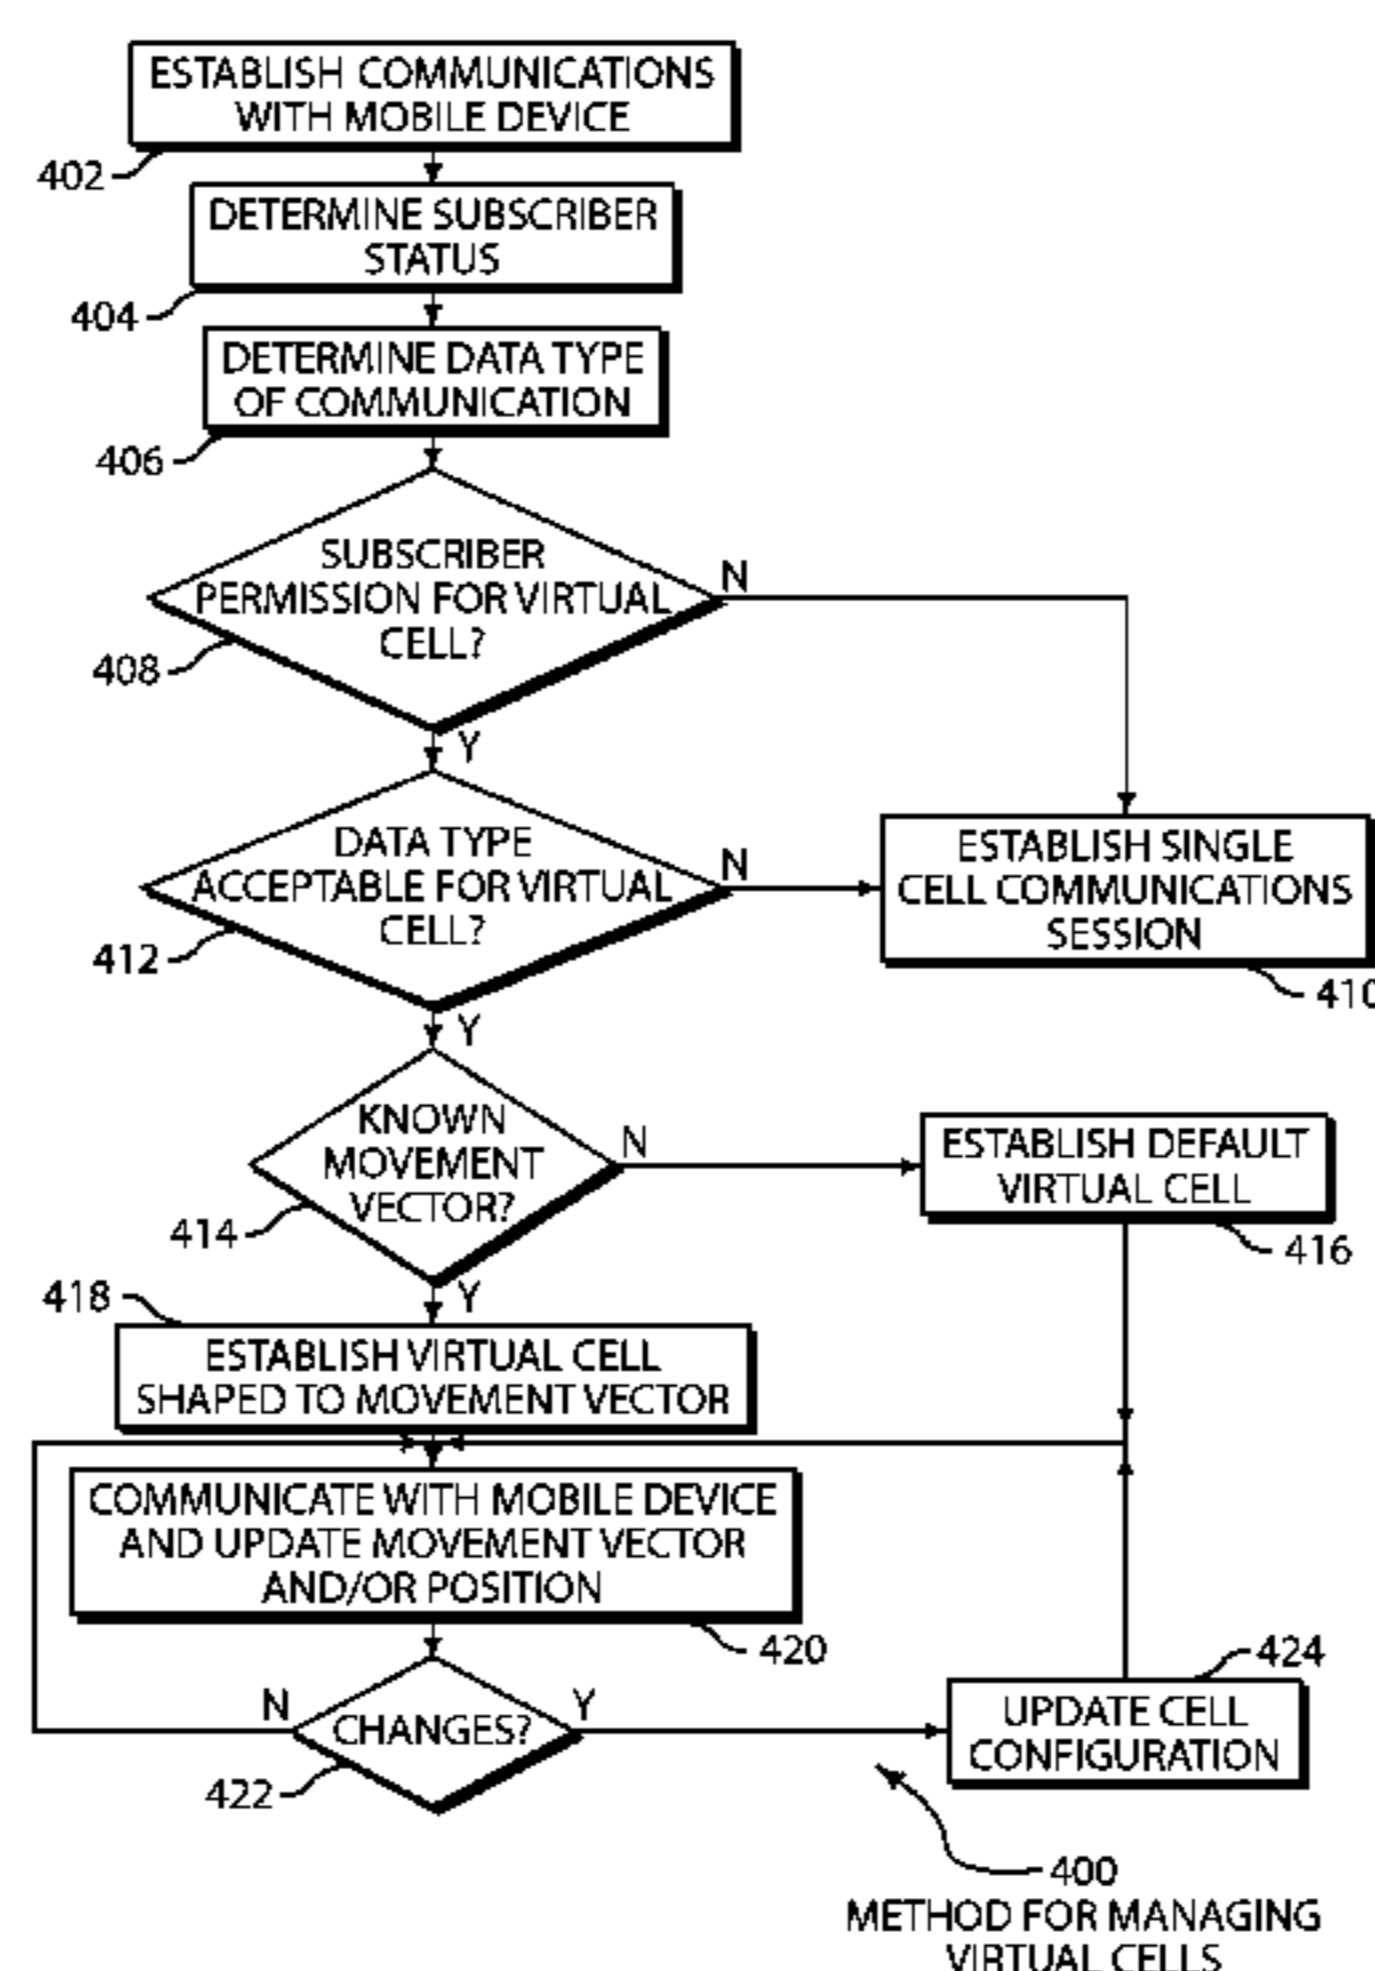 ESTABLISH COMMUNICATIONS
WITH MOBILE DEVICE
402
DETERMINE SUBSCRIBER
STATUS
404
DETERMINE DATA TYPE
OF COMMUNICATION
406
SUBSCRIBER
PERMISSION FOR VIRTUAL
CELL?
N
408
Y
DATA TYPE
ACCEPTABLE FOR VIRTUAL
CELL?
N
412
ESTABLISH SINGLE
CELL COMMUNICATIONS
SESSION
410
Y
KNOWN
MOVEMENT
VECTOR?
N
414
ESTABLISH DEFAULT
VIRTUAL CELL
416
Y
418
ESTABLISH VIRTUAL CELL
SHAPED TO MOVEMENT VECTOR
COMMUNICATE WITH MOBILE DEVICE
AND UPDATE MOVEMENT VECTOR
AND/OR POSITION
420
N
CHANGES?
Y
422
424
UPDATE CELL
CONFIGURATION
400
METHOD FOR MANAGING
VIRTUAL CELLS